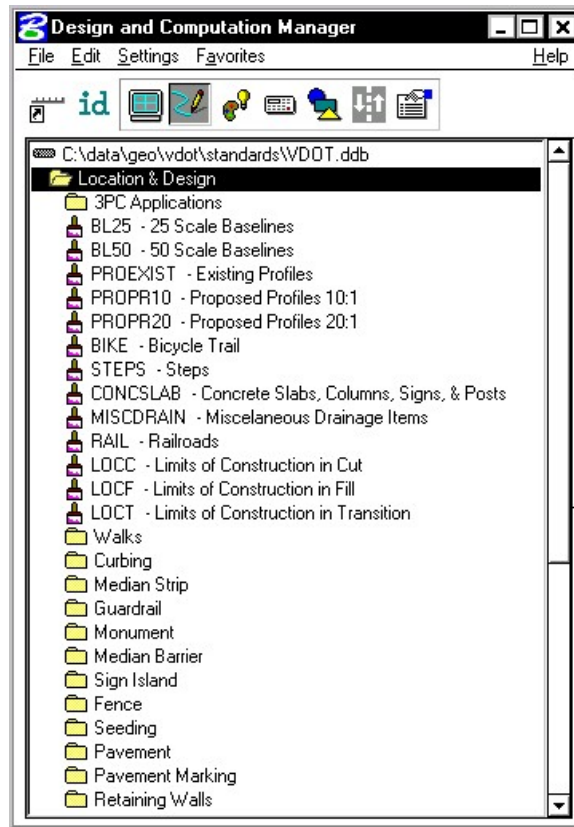 Design and Computation Manager
File Edit Settings Favorites Help
id
C:\data\geo\vdot\standards\VDOT.ddb
Location & Design
3PC Applications
BL25 - 25 Scale Baselines
BL50 - 50 Scale Baselines
PROEXIST - Existing Profiles
PROPR10 - Proposed Profiles 10:1
PROPR20 - Proposed Profiles 20:1
BIKE - Bicycle Trail
STEPS - Steps
CONCSLAB - Concrete Slabs, Columns, Signs, & Posts
MISCDRAIN - Miscelaneous Drainage Items
RAIL - Railroads
LOCC - Limits of Construction in Cut
LOCF - Limits of Construction in Fill
LOCT - Limits of Construction in Transition
Walks
Curbing
Median Strip
Guardrail
Monument
Median Barrier
Sign Island
Fence
Seeding
Pavement
Pavement Marking
Retaining Walls